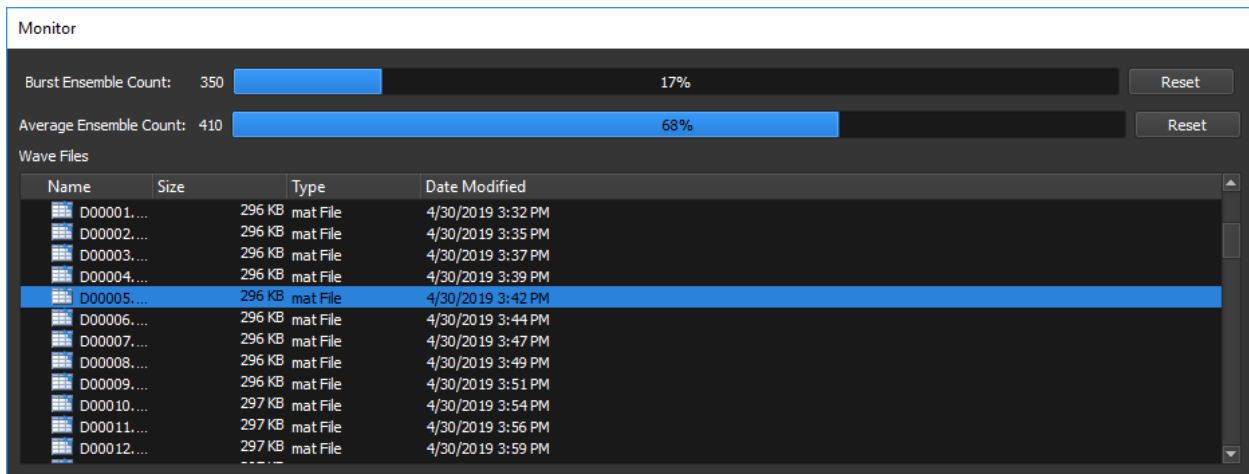 Monitor
Burst Ensemble Count: 350 17% Reset
Average Ensemble Count: 410 68% Reset
Wave Files
Name Size Type Date Modified
D00001.... 296 KB mat File 4/30/2019 3:32 PM
D00002.... 296 KB mat File 4/30/2019 3:35 PM
D00003.... 296 KB mat File 4/30/2019 3:37 PM
D00004.... 296 KB mat File 4/30/2019 3:39 PM
D00005.... 296 KB mat File 4/30/2019 3:42 PM
D00006.... 296 KB mat File 4/30/2019 3:44 PM
D00007.... 296 KB mat File 4/30/2019 3:47 PM
D00008.... 296 KB mat File 4/30/2019 3:49 PM
D00009.... 296 KB mat File 4/30/2019 3:51 PM
D00010.... 297 KB mat File 4/30/2019 3:54 PM
D00011.... 297 KB mat File 4/30/2019 3:56 PM
D00012.... 297 KB mat File 4/30/2019 3:59 PM